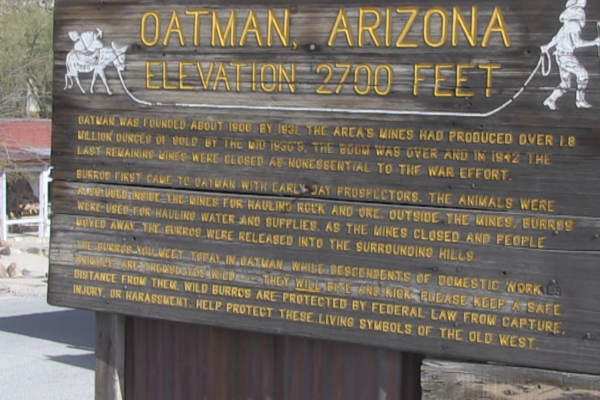 OATMAN, ARIZONA
ELEVATION 2700 FEET
OATMAN WAS FOUNDED ABOUT 1906. BY 1931, THE AREA'S MINES HAD PRODUCED OVER 1.8
MILLION OUNCES OF GOLD. BY THE MID 1930'S, THE BOOM WAS OVER AND IN 1942 THE
LAST REMAINING MINES WERE CLOSED AS NONESSENTIAL TO THE WAR EFFORT.
BURROS FIRST CAME TO OATMAN WITH EARLY DAY PROSPECTORS. THE ANIMALS WERE
ALSO USED INSIDE THE MINES FOR HAULING ROCK AND ORE. OUTSIDE THE MINES, BURROS
WERE USED FOR HAULING WATER AND SUPPLIES. AS THE MINES CLOSED AND PEOPLE
MOVED AWAY, THE BURROS WERE RELEASED INTO THE SURROUNDING HILLS.
THE BURROS YOU MEET TODAY IN OATMAN, WHILE DESCENDENTS OF DOMESTIC WORK
ANIMALS, ARE THEY WILL BITE AND KICK. PLEASE KEEP A SAFE
DISTANCE FROM THEM. WILD BURROS ARE PROTECTED BY FEDERAL LAW FROM CAPTURE,
INJURY, OR HARASSMENT. HELP PROTECT THESE LIVING SYMBOLS OF THE OLD WEST.